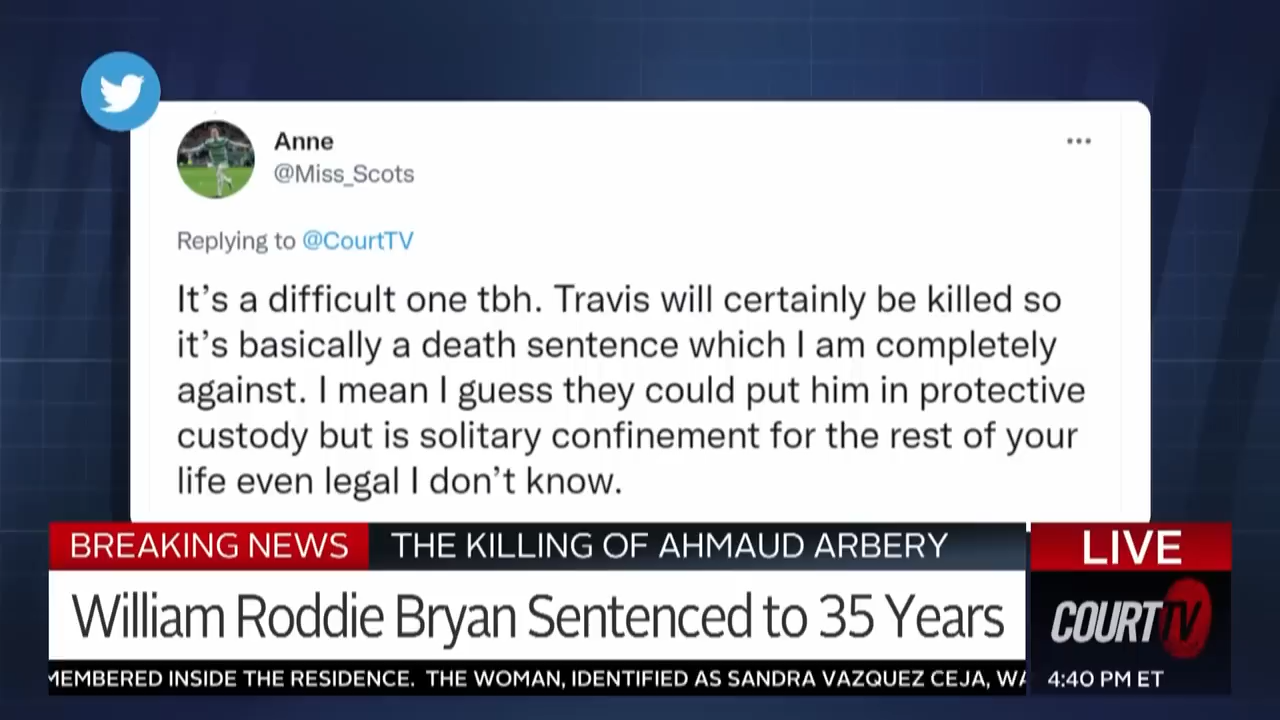 Anne
@Miss_Scots
Replying to @CourtTV
It’s a difficult one tbh. Travis will certainly be killed so
it’s basically a death sentence which I am completely
against. I mean I guess they could put him in protective
custody but is solitary confinement for the rest of your
life even legal I don’t know.
BREAKING NEWS THE KILLING OF AHMAUD ARBERY
LIVE
William Roddie Bryan Sentenced to 35 Years
COURT TV
MEMBERED INSIDE THE RESIDENCE. THE WOMAN, IDENTIFIED AS SANDRA VAZQUEZ CEJA, WA
4:40 PM ET